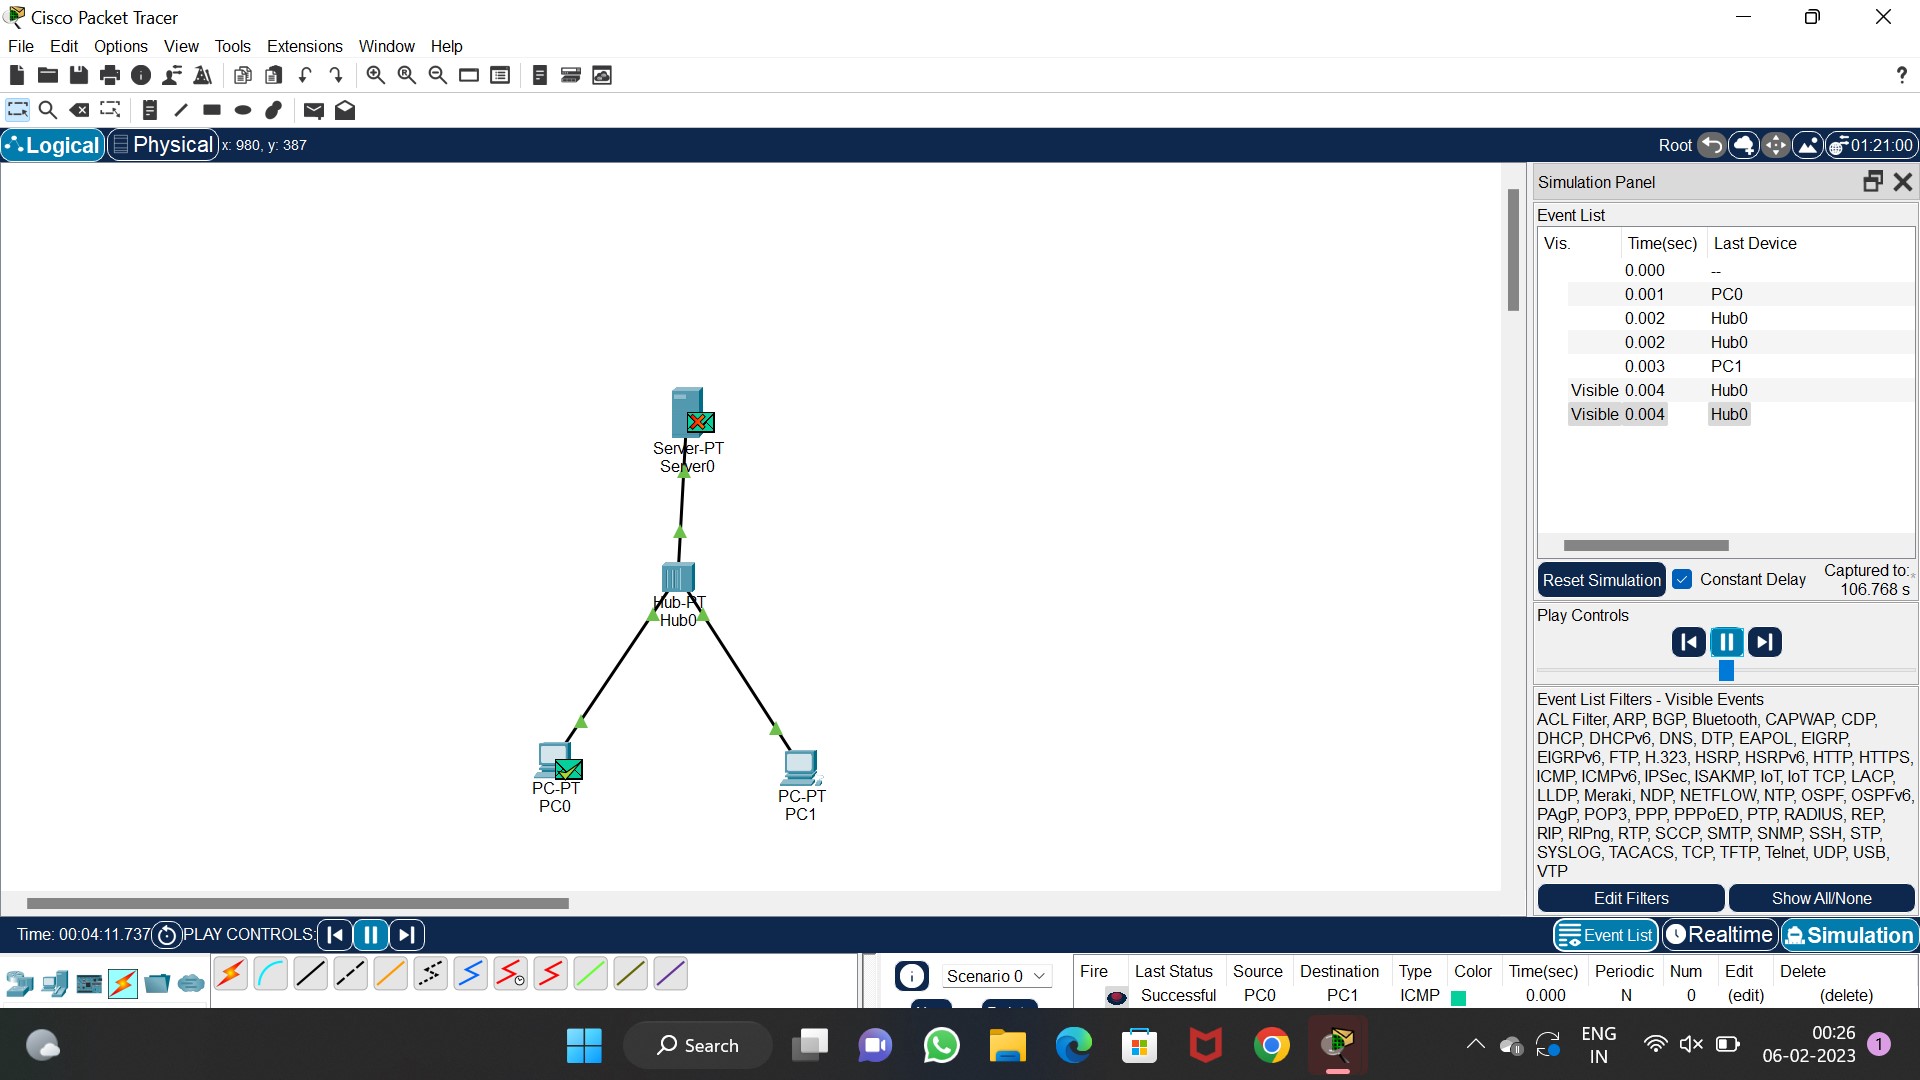 Cisco Packet Tracer
File Edit Options View Tools Extensions Window Help
?
Logical Physical x: 980, y: 387 Root 01:21:00
Simulation Panel
Event List
Vis. Time(sec) Last Device
0.000 --
0.001 PC0
0.002 Hub0
0.002 Hub0
0.003 PC1
Visible 0.004 Hub0
Visible 0.004 Hub0
Server-PT
Server0
Hub-PT
Hub0
PC-PT
PC0
PC-PT
PC1
Reset Simulation Constant Delay Captured to:
106.768 s
Play Controls
Event List Filters - Visible Events
ACL Filter, ARP, BGP, Bluetooth, CAPWAP, CDP,
DHCP, DHCPv6, DNS, DTP, EAPOL, EIGRP,
EIGRPv6, FTP, H.323, HSRP, HSRPv6, HTTP, HTTPS,
ICMP, ICMPv6, IPSec, ISAKMP, IoT, IoT TCP, LACP,
LLDP, Meraki, NDP, NETFLOW, NTP, OSPF, OSPFv6,
PAgP, POP3, PPP, PPPoED, PTP, RADIUS, REP,
RIP, RIPng, RTP, SCCP, SMTP, SNMP, SSH, STP,
SYSLOG, TACACS, TCP, TFTP, Telnet, UDP, USB,
VTP
Edit Filters Show All/None
Time: 00:04:11.737 PLAY CONTROLS: Event List Realtime Simulation
Scenario 0
Fire Last Status Source Destination Type Color Time(sec) Periodic Num Edit Delete
Successful PC0 PC1 ICMP 0.000 N 0 (edit) (delete)
Search
ENG
IN
00:26
06-02-2023
1